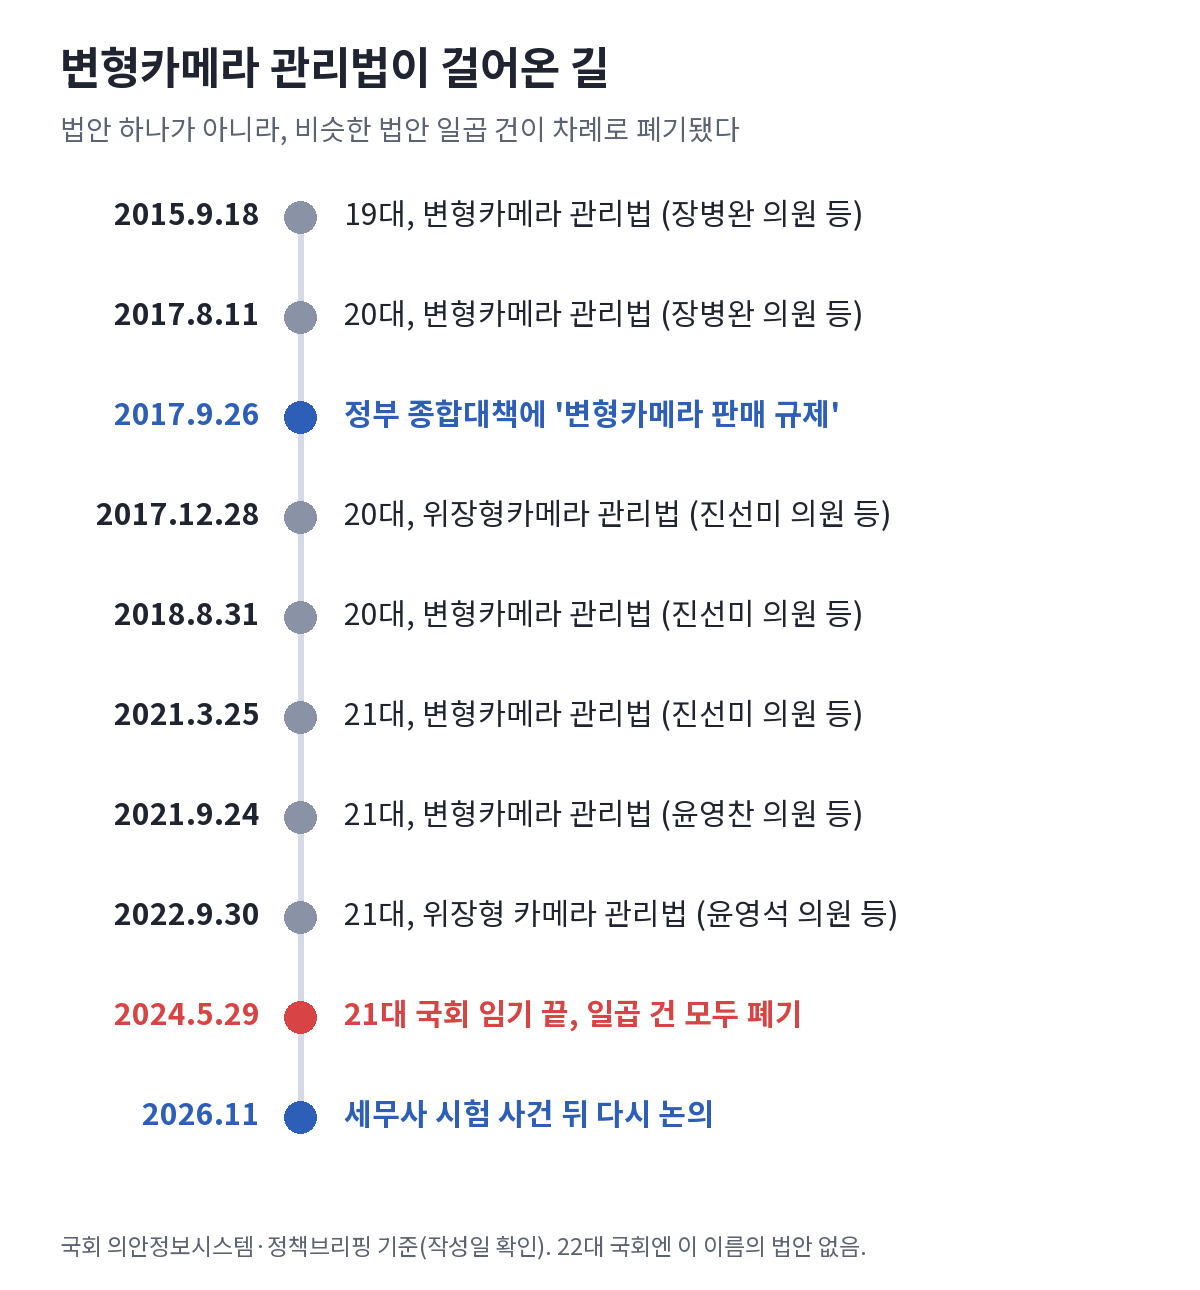 변형카메라 관리법이 걸어온 길
법안 하나가 아니라, 비슷한 법안 일곱 건이 차례로 폐기됐다
2015.9.18 19대, 변형카메라 관리법 (장병완 의원 등)
2017.8.11 20대, 변형카메라 관리법 (장병완 의원 등)
2017.9.26 정부 종합대책에 '변형카메라 판매 규제'
2017.12.28 20대, 위장형카메라 관리법 (진선미 의원 등)
2018.8.31 20대, 변형카메라 관리법 (진선미 의원 등)
2021.3.25 21대, 변형카메라 관리법 (진선미 의원 등)
2021.9.24 21대, 변형카메라 관리법 (윤영찬 의원 등)
2022.9.30 21대, 위장형 카메라 관리법 (윤영석 의원 등)
2024.5.29 21대 국회 임기 끝, 일곱 건 모두 폐기
2026.11 세무사 시험 사건 뒤 다시 논의
국회 의안정보시스템·정책브리핑 기준(작성일 확인). 22대 국회엔 이 이름의 법안 없음.